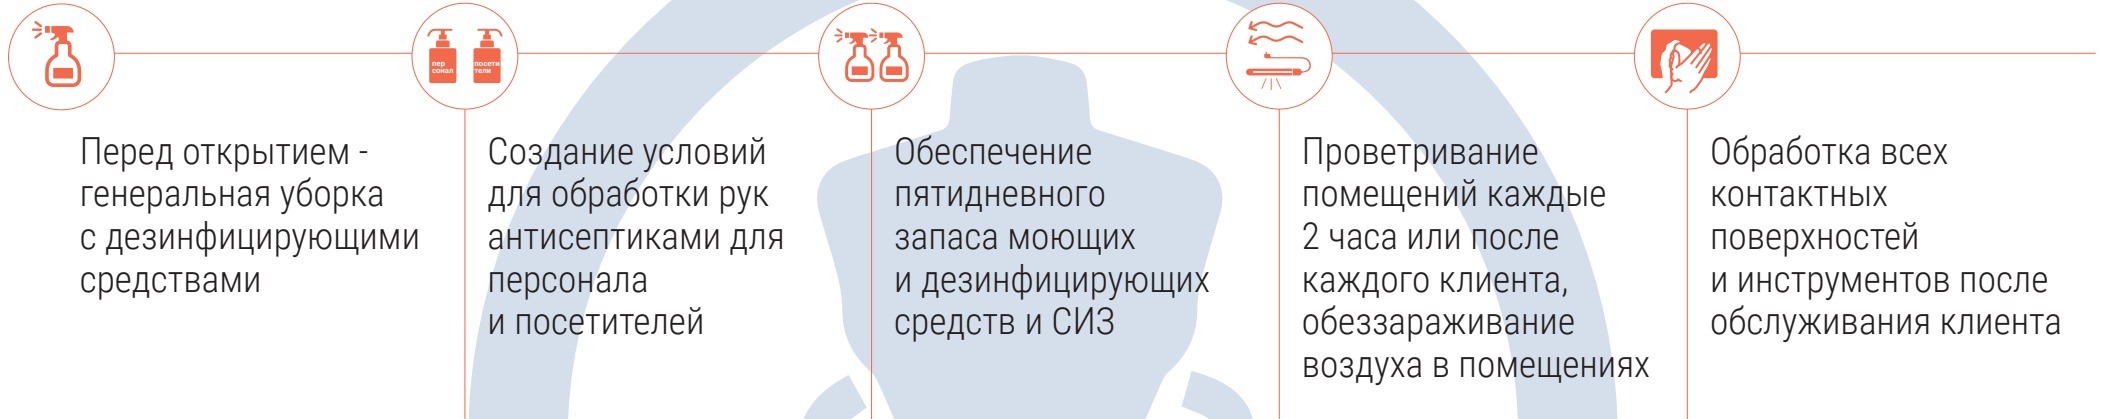 пер
сонал
посети
тели
Перед открытием -
генеральная уборка
с дезинфицирующими
средствами
Создание условий
для обработки рук
антисептиками для
персонала
и посетителей
Обеспечение
пятидневного
запаса моющих
и дезинфицирующих
средств и СИЗ
Проветривание
помещений каждые
2 часа или после
каждого клиента,
обеззараживание
воздуха в помещениях
Обработка всех
контактных
поверхностей
и инструментов после
обслуживания клиента